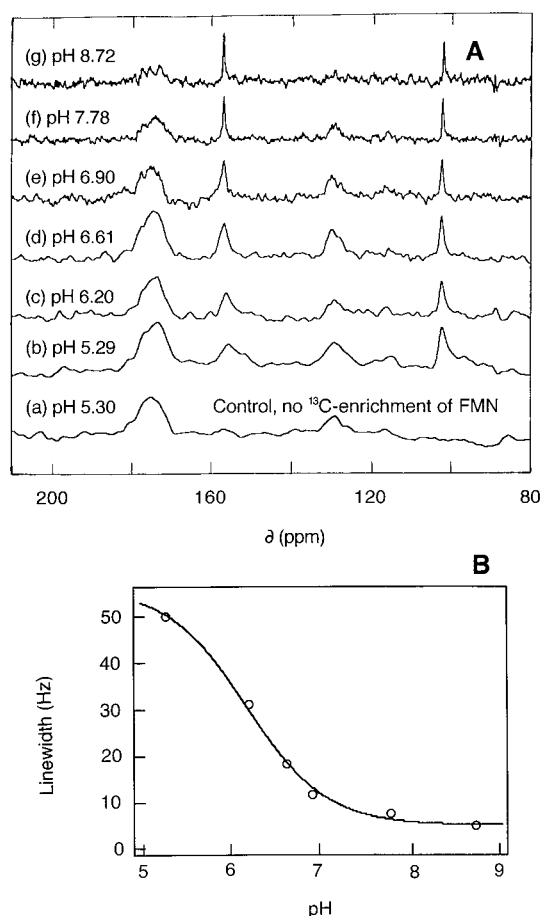 A
(g) pH 8.72
(f) pH 7.78
(e) pH 6.90
(d) pH 6.61
(c) pH 6.20
(b) pH 5.29
(a) pH 5.30 Control, no ¹³C-enrichment of FMN
200 160 120 80
∂ (ppm)
B
50
40
30
20
10
0
Linewidth (Hz)
5 6 7 8 9
pH